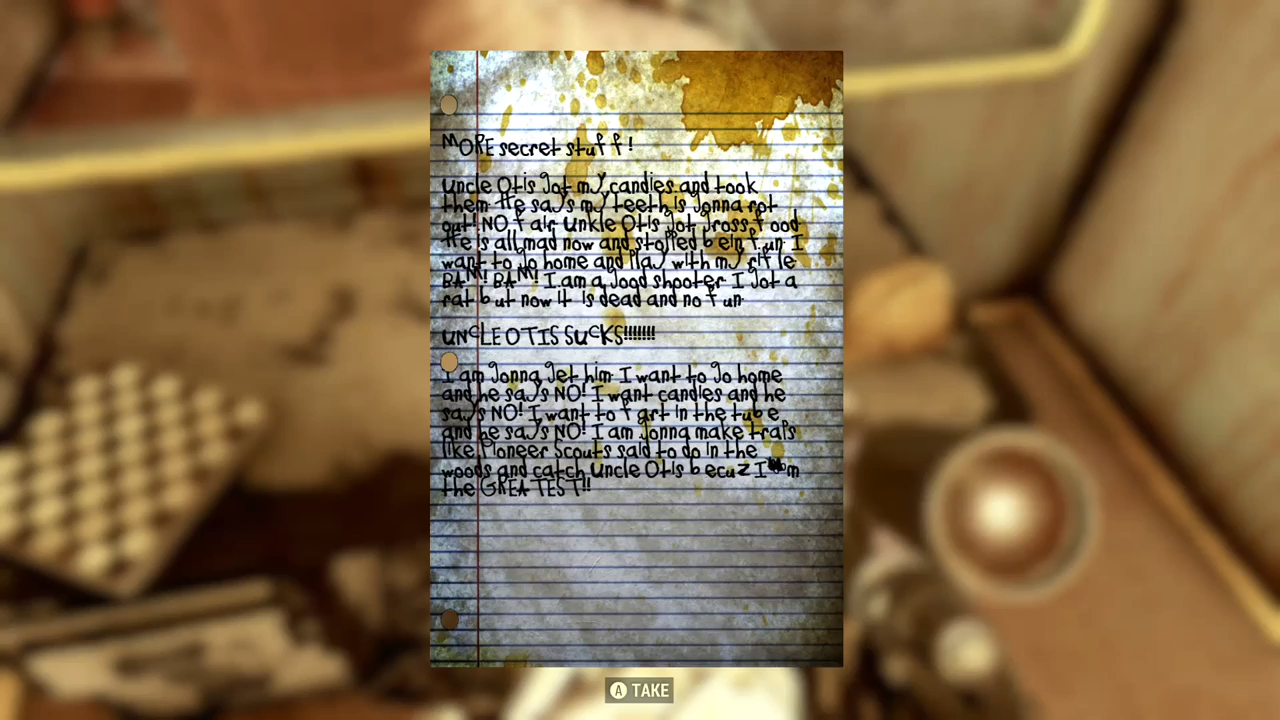 MORE secret stuff!
Uncle Otis got my candies and took
them He says my teeth is gonna rot
out! NO fair Unkle Otis got gross food
He is all mad now and stopped bein fun I
want to go home and play with my rifle
BAM! BAM! I am a good shooter I got a
rat but now it is dead and no fun
UNCLE OTIS SUCKS!!!!!!!
I am gonna get him I want to go home
and he says NO! I want candies and he
says NO! I want to fart in the tube
and he says NO! I am gonna make traps
like Pioneer Scouts said to do in the
woods and catch Uncle Otis becuz I m
the GREATEST!!
A TAKE